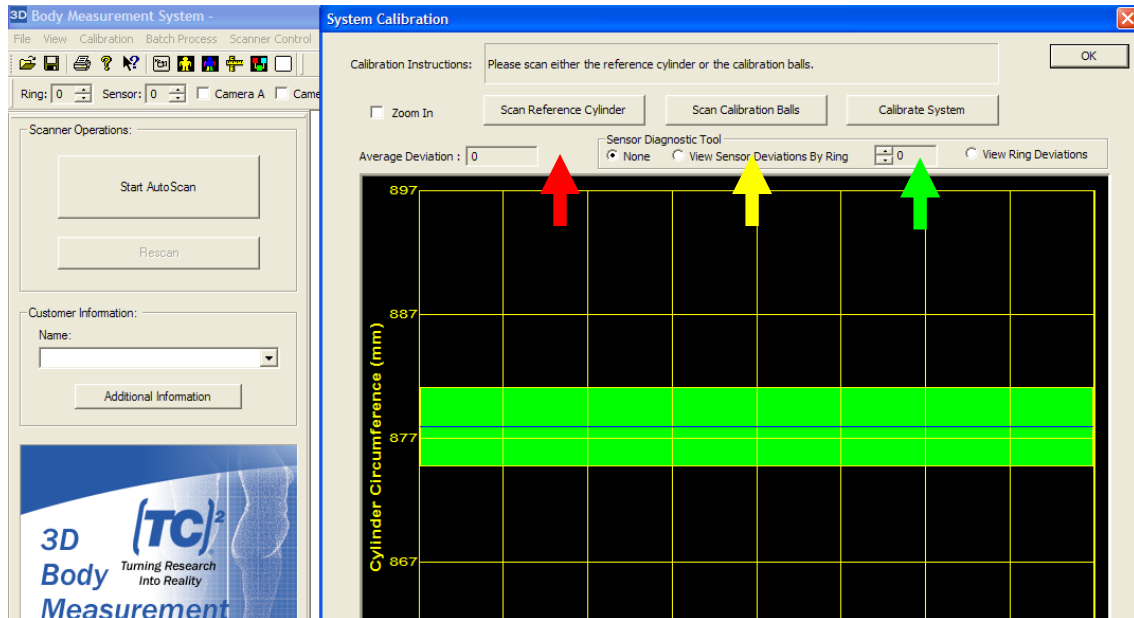 3D Body Measurement System -
File View Calibration Batch Process Scanner Control
Ring: 0 Sensor: 0 Camera A Came
Scanner Operations:
Start AutoScan
Rescan
Customer Information:
Name:
Additional Information
(TC)²
Turning Research
Into Reality
3D
Body
Measurement
System Calibration
Calibration Instructions: Please scan either the reference cylinder or the calibration balls.
OK
Zoom In Scan Reference Cylinder Scan Calibration Balls Calibrate System
Sensor Diagnostic Tool
Average Deviation : 0 None View Sensor Deviations By Ring 0 View Ring Deviations
897
887
877
867
Cylinder Circumference (mm)